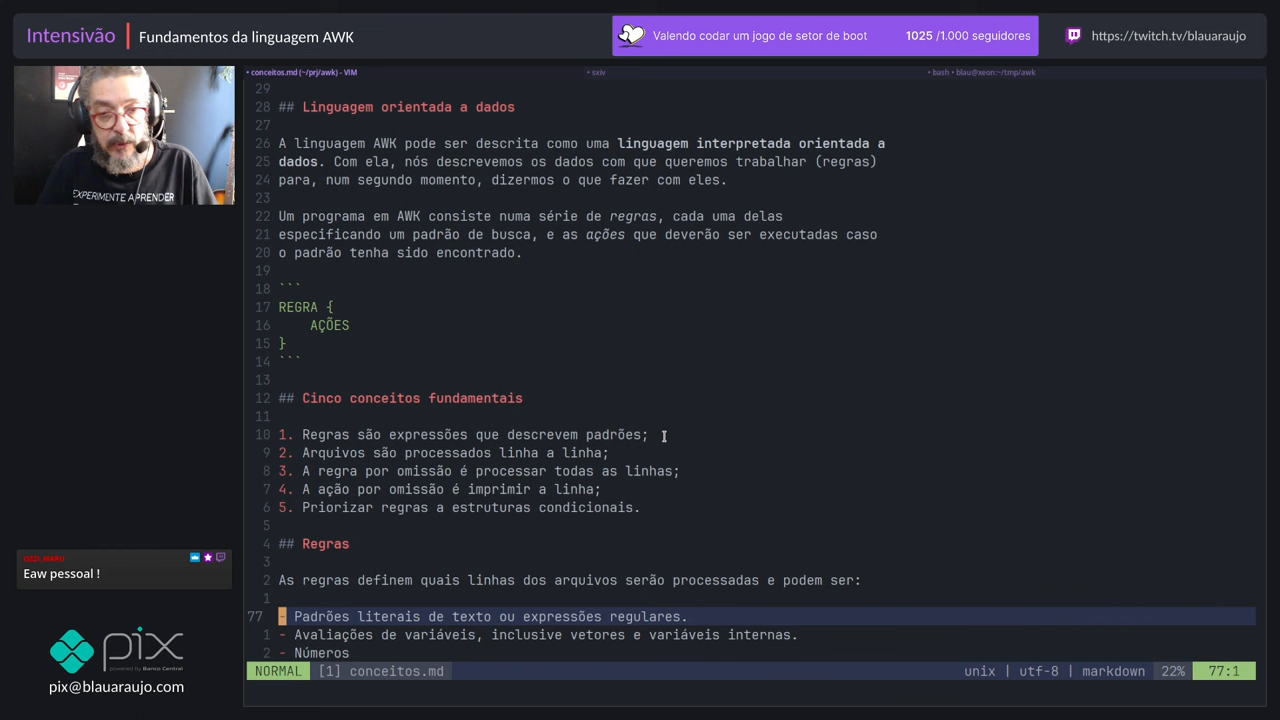 Intensivão | Fundamentos da linguagem AWK
Valendo codar um jogo de setor de boot 1025 /1.000 seguidores
https://twitch.tv/blauaraujo
EXPERIMENTE APRENDER
• conceitos.md (~/prj/awk) - VIM
• sxiv
• bash • blau@xeon:~/tmp/awk
29
28 ## Linguagem orientada a dados
27
26 A linguagem AWK pode ser descrita como uma linguagem interpretada orientada a
25 dados. Com ela, nós descrevemos os dados com que queremos trabalhar (regras)
24 para, num segundo momento, dizermos o que fazer com eles.
23
22 Um programa em AWK consiste numa série de regras, cada uma delas
21 especificando um padrão de busca, e as ações que deverão ser executadas caso
20 o padrão tenha sido encontrado.
19
18 ```
17 REGRA {
16     AÇÕES
15 }
14 ```
13
12 ## Cinco conceitos fundamentais
11
10 1. Regras são expressões que descrevem padrões;
9 2. Arquivos são processados linha a linha;
8 3. A regra por omissão é processar todas as linhas;
7 4. A ação por omissão é imprimir a linha;
6 5. Priorizar regras a estruturas condicionais.
5
4 ## Regras
3
2 As regras definem quais linhas dos arquivos serão processadas e podem ser:
1
77 - Padrões literais de texto ou expressões regulares.
1 - Avaliações de variáveis, inclusive vetores e variáveis internas.
2 - Números
NORMAL [1] conceitos.md unix | utf-8 | markdown 22% 77:1
Eaw pessoal !
pix
powered by Banco Central
pix@blauaraujo.com